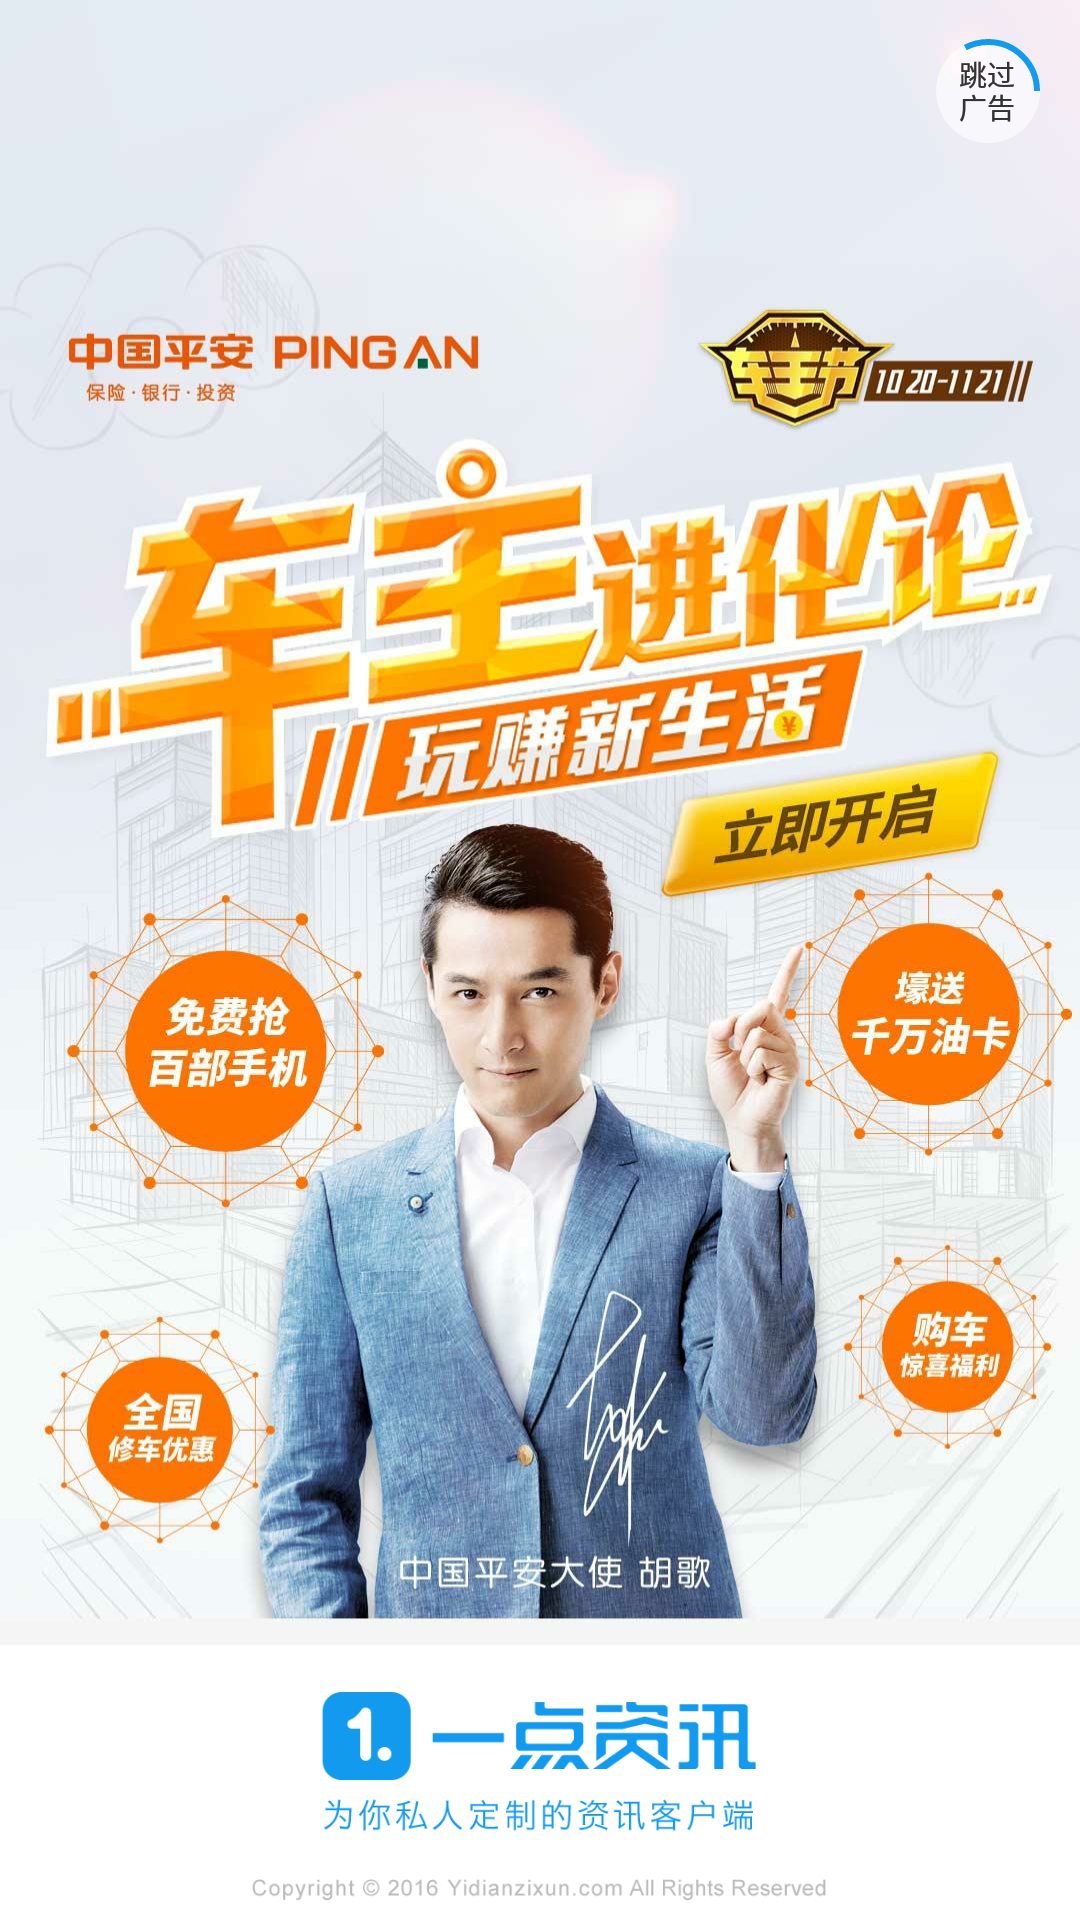 跳过
广告
中国平安 PING AN
保险·银行·投资
车主节
10 20-11 21
车主进化论
玩赚新生活
¥
立即开启
免费抢
百部手机
壕送
千万油卡
购车
惊喜福利
全国
修车优惠
中国平安大使 胡歌
1.
一点资讯
为你私人定制的资讯客户端
Copyright © 2016 Yidianzixun.com All Rights Reserved